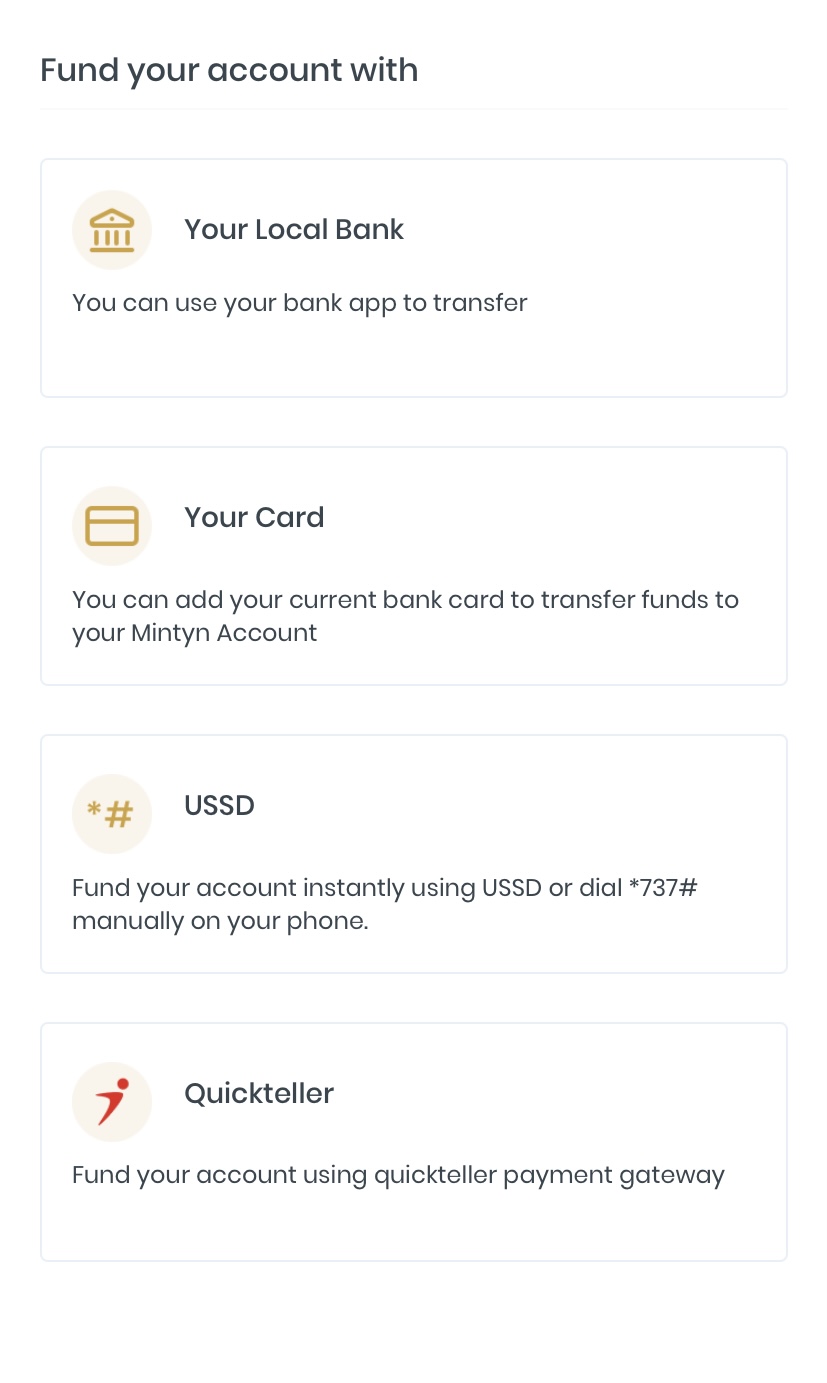 Fund your account with
Your Local Bank
You can use your bank app to transfer
Your Card
You can add your current bank card to transfer funds to
your Mintyn Account
*#
USSD
Fund your account instantly using USSD or dial *737#
manually on your phone.
Quickteller
Fund your account using quickteller payment gateway